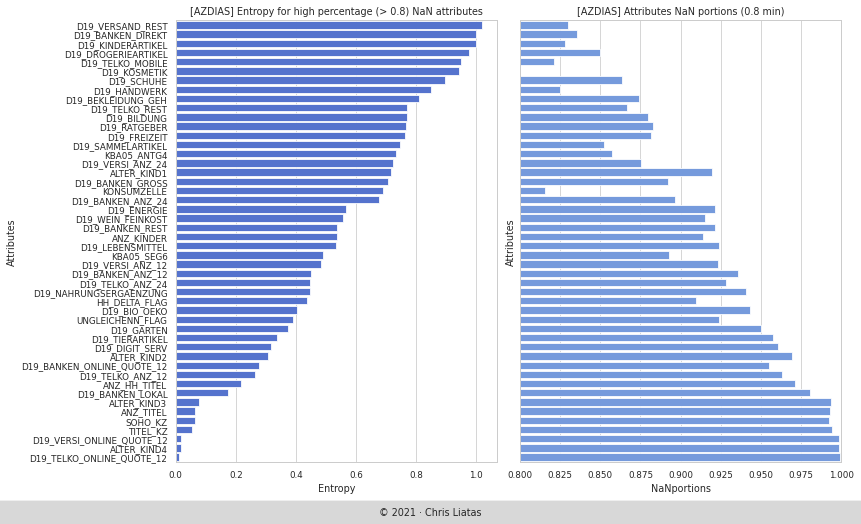 [AZDIAS] Entropy for high percentage (> 0.8) NaN attributes
Attributes
D19_VERSAND_REST
D19_BANKEN_DIREKT
D19_KINDERARTIKEL
D19_DROGERIEARTIKEL
D19_TELKO_MOBILE
D19_KOSMETIK
D19_SCHUHE
D19_HANDWERK
D19_BEKLEIDUNG_GEH
D19_TELKO_REST
D19_BILDUNG
D19_RATGEBER
D19_FREIZEIT
D19_SAMMELARTIKEL
KBA05_ANTG4
D19_VERSI_ANZ_24
ALTER_KIND1
D19_BANKEN_GROSS
KONSUMZELLE
D19_BANKEN_ANZ_24
D19_ENERGIE
D19_WEIN_FEINKOST
D19_BANKEN_REST
ANZ_KINDER
D19_LEBENSMITTEL
KBA05_SEG6
D19_VERSI_ANZ_12
D19_BANKEN_ANZ_12
D19_TELKO_ANZ_24
D19_NAHRUNGSERGAENZUNG
HH_DELTA_FLAG
D19_BIO_OEKO
UNGLEICHENN_FLAG
D19_GARTEN
D19_TIERARTIKEL
D19_DIGIT_SERV
ALTER_KIND2
D19_BANKEN_ONLINE_QUOTE_12
D19_TELKO_ANZ_12
ANZ_HH_TITEL
D19_BANKEN_LOKAL
ALTER_KIND3
ANZ_TITEL
SOHO_KZ
TITEL_KZ
D19_VERSI_ONLINE_QUOTE_12
ALTER_KIND4
D19_TELKO_ONLINE_QUOTE_12
0.0 0.2 0.4 0.6 0.8 1.0
Entropy
[AZDIAS] Attributes NaN portions (0.8 min)
Attributes
0.800 0.825 0.850 0.875 0.900 0.925 0.950 0.975 1.000
NaNportions
© 2021 · Chris Liatas